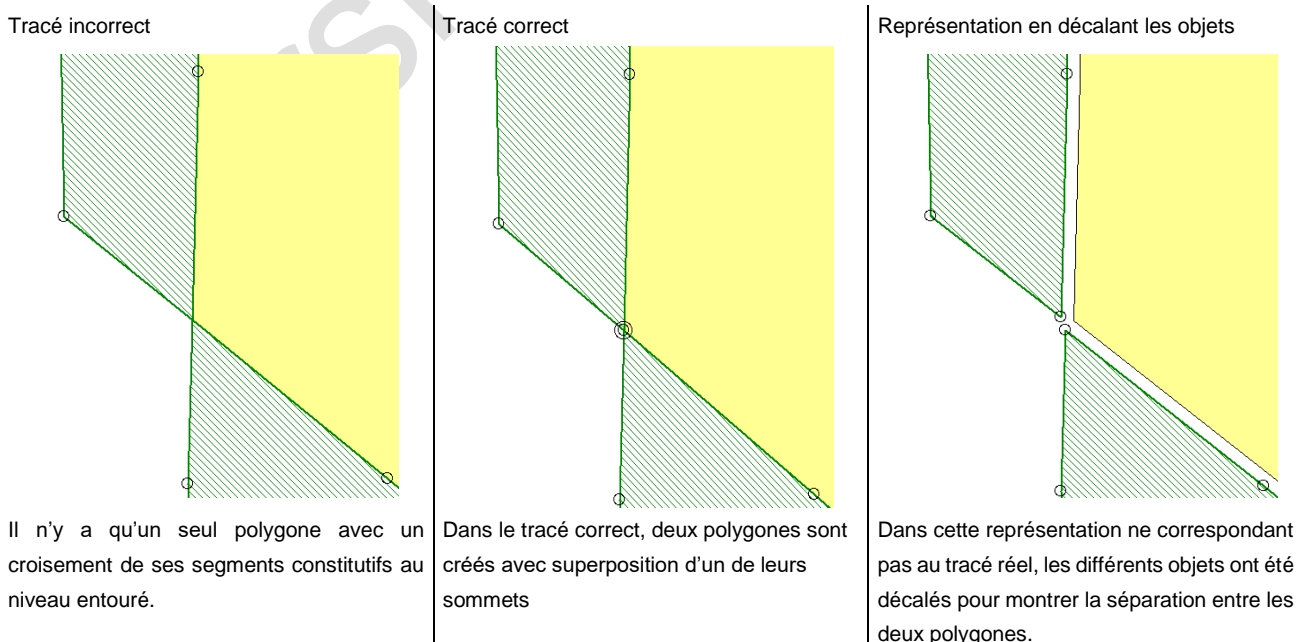 Tracé incorrect
Il n’y a qu’un seul polygone avec un
croisement de ses segments constitutifs au
niveau entouré.
Tracé correct
Dans le tracé correct, deux polygones sont
créés avec superposition d’un de leurs
sommets
Représentation en décalant les objets
Dans cette représentation ne correspondant
pas au tracé réel, les différents objets ont été
décalés pour montrer la séparation entre les
deux polygones.